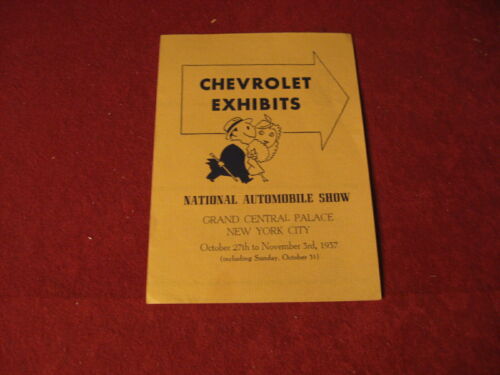 CHEVROLET
EXHIBITS
NATIONAL AUTOMOBILE SHOW
GRAND CENTRAL PALACE
NEW YORK CITY
October 27th to November 3rd, 1937
(including Sunday, October 31)